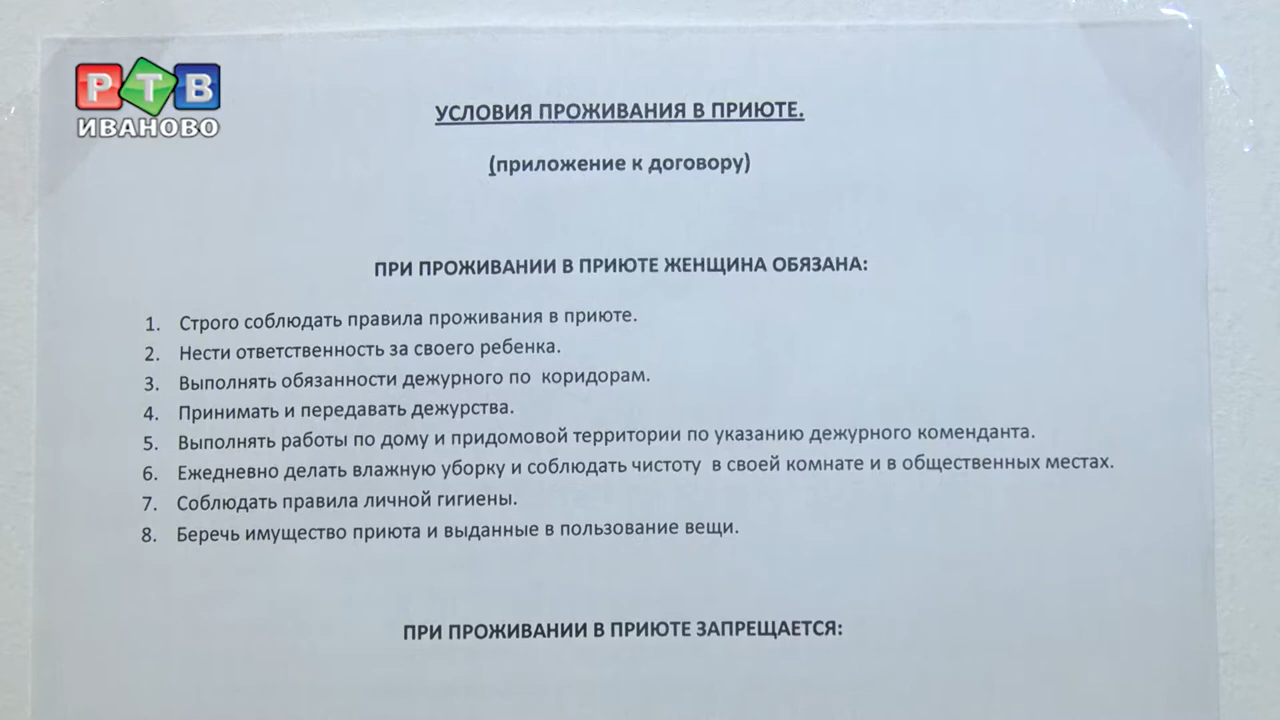 РТВ
ИВАНОВО
УСЛОВИЯ ПРОЖИВАНИЯ В ПРИЮТЕ.
(приложение к договору)
ПРИ ПРОЖИВАНИИ В ПРИЮТЕ ЖЕНЩИНА ОБЯЗАНА:
1. Строго соблюдать правила проживания в приюте.
2. Нести ответственность за своего ребенка.
3. Выполнять обязанности дежурного по коридорам.
4. Принимать и передавать дежурства.
5. Выполнять работы по дому и придомовой территории по указанию дежурного коменданта.
6. Ежедневно делать влажную уборку и соблюдать чистоту в своей комнате и в общественных местах.
7. Соблюдать правила личной гигиены.
8. Беречь имущество приюта и выданные в пользование вещи.
ПРИ ПРОЖИВАНИИ В ПРИЮТЕ ЗАПРЕЩАЕТСЯ: